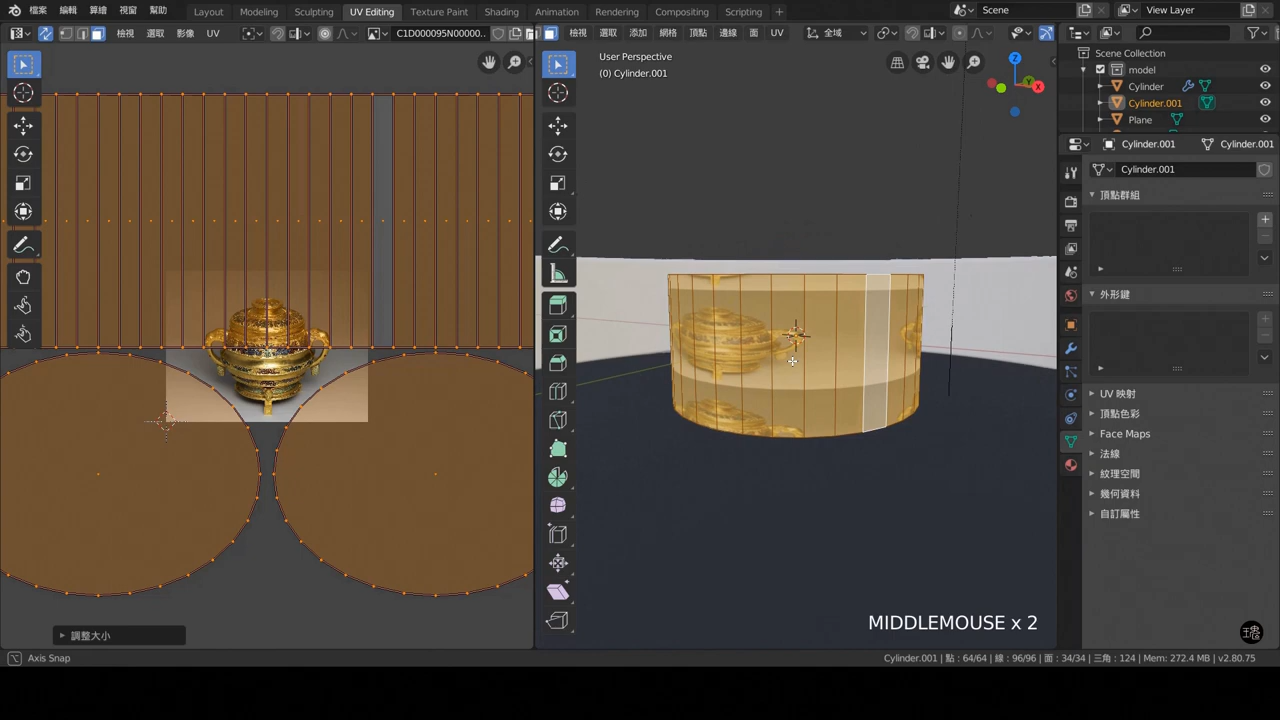 檔案 編輯 算繪 視窗 幫助 Layout Modeling Sculpting UV Editing Texture Paint Shading Animation Rendering Compositing Scripting + Scene View Layer
檢視 選取 影像 UV C1D000095N00000.. 檢視 選取 添加 網格 頂點 邊線 面 UV 全域
User Perspective
(0) Cylinder.001
Scene Collection
model
Cylinder
Cylinder.001
Plane
Cylinder.001 Cylinder.001
Cylinder.001
頂點群組
形狀鍵
UV 映射
頂點色彩
Face Maps
法線
紋理空間
幾何資料
自訂屬性
MIDDLEMOUSE x 2
調整大小
Axis Snap
Cylinder.001 | 點 : 64/64 | 線 : 96/96 | 面 : 34/34 | 三角 : 124 | Mem: 272.4 MB | v2.80.75